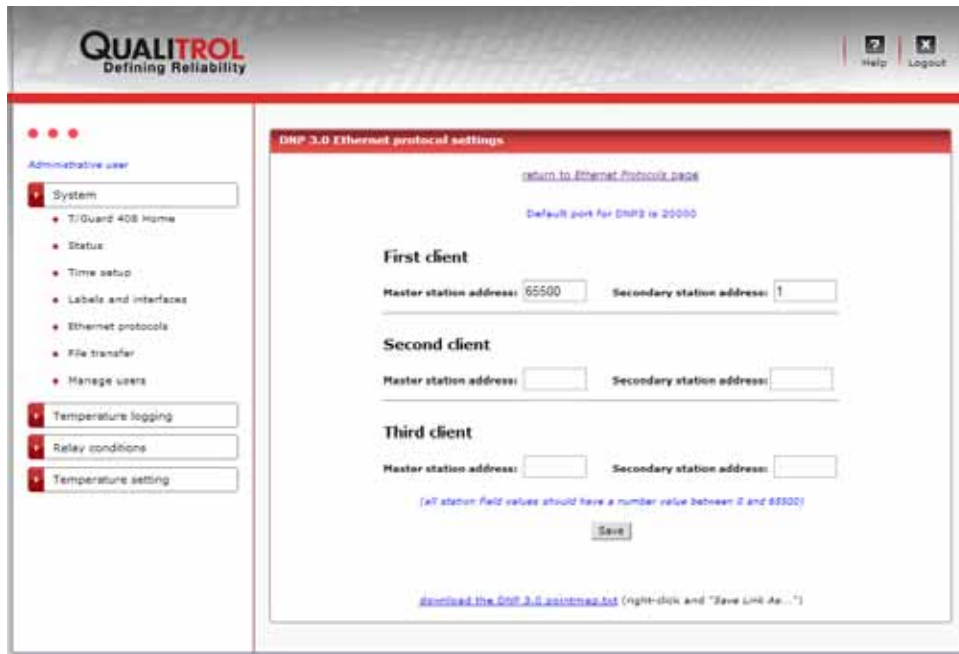 QUALITROL
Defining Reliability
Help
Logout
Administrative user
System
T/Guard 408 Home
Status
Time setup
Labels and interfaces
Ethernet protocols
File transfer
Manage users
Temperature logging
Relay conditions
Temperature setting
DNP 3.0 Ethernet protocol settings
return to Ethernet Protocols page
Default port for DNP3 is 20000
First client
Master station address: 65500 Secondary station address: 1
Second client
Master station address: Secondary station address:
Third client
Master station address: Secondary station address:
(all station field values should have a number value between 0 and 65500)
Save
download the DNP 3.0 pointmap.txt (right-click and "Save Link As...")